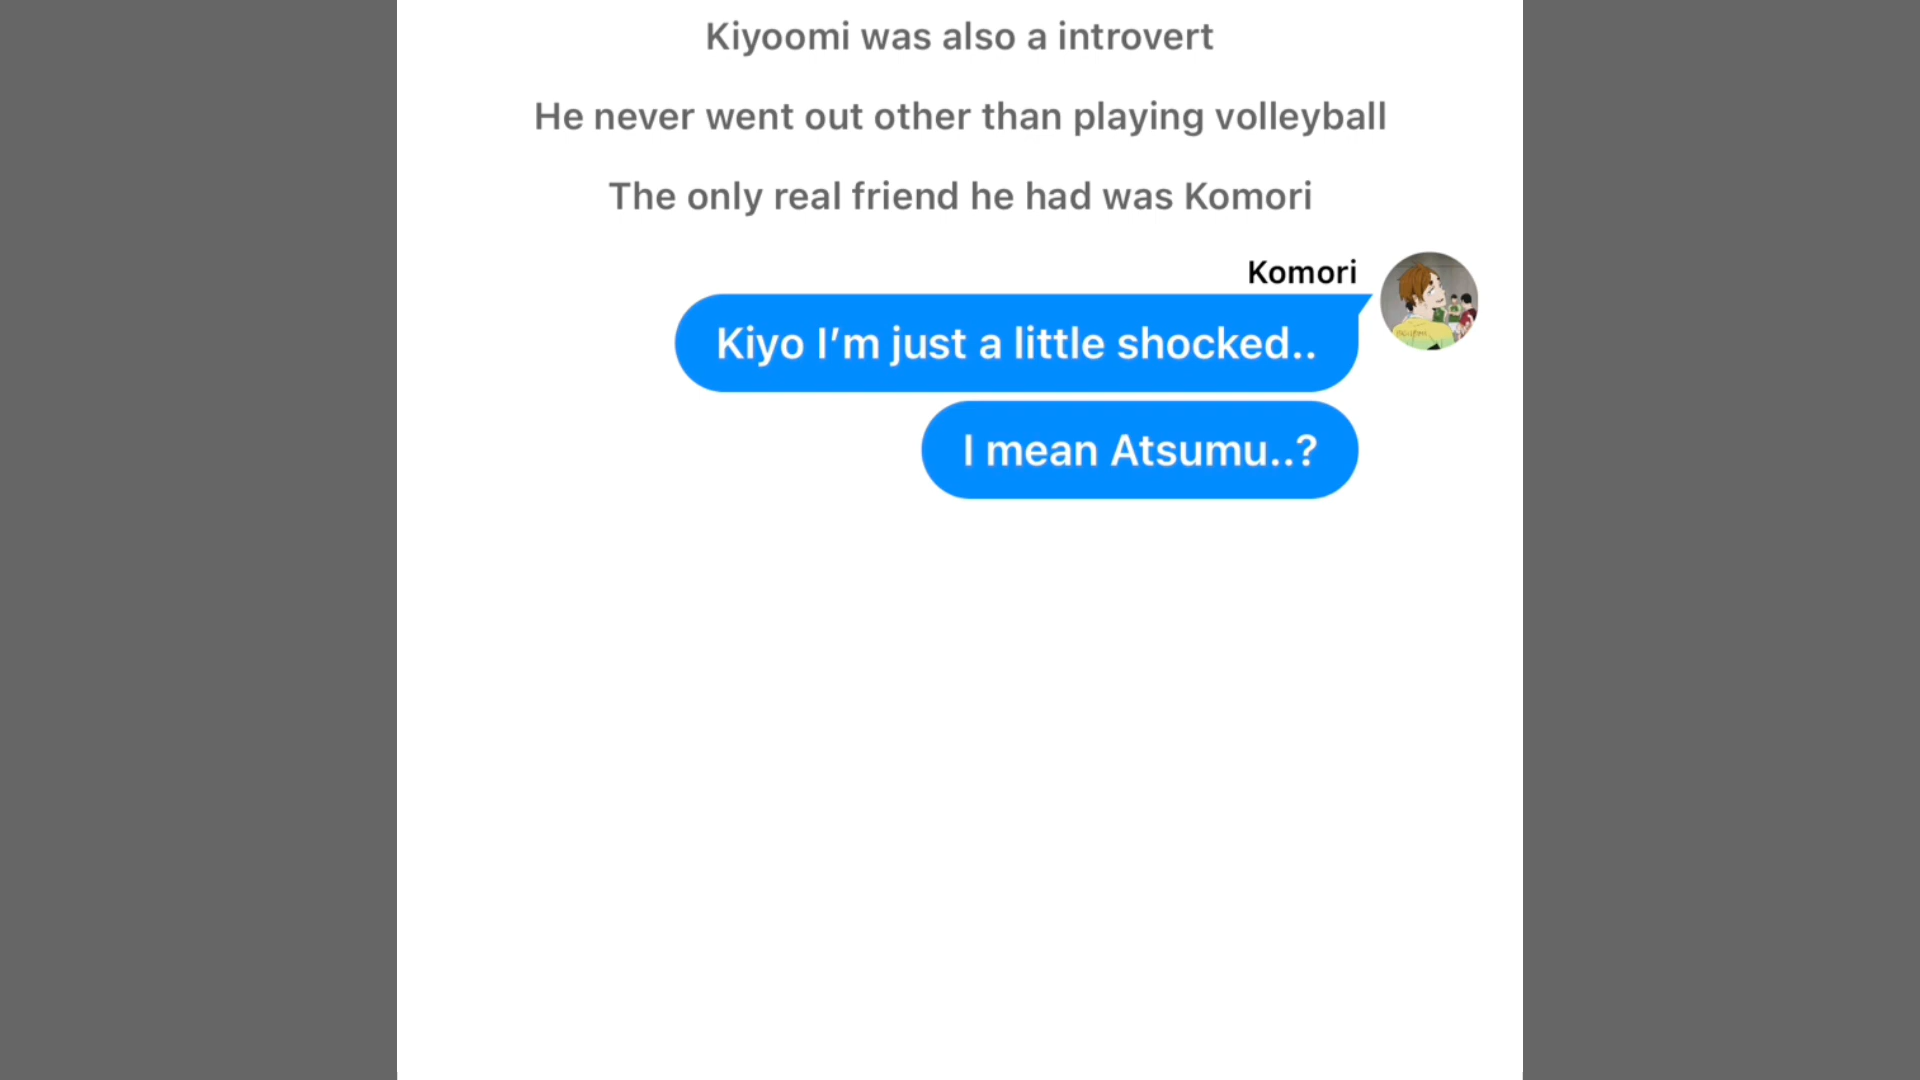 Kiyoomi was also a introvert
He never went out other than playing volleyball
The only real friend he had was Komori
Komori
Kiyo I’m just a little shocked..
I mean Atsumu..?